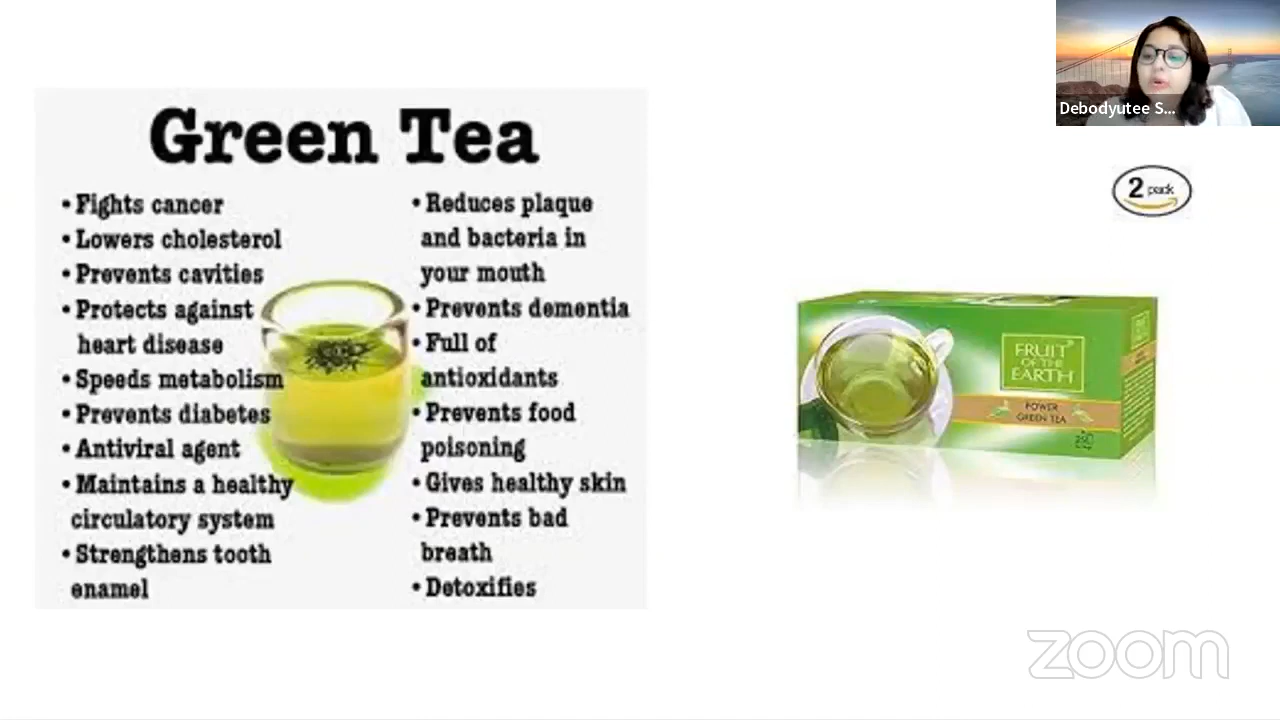 Green Tea
• Fights cancer
• Lowers cholesterol
• Prevents cavities
• Protects against
heart disease
• Speeds metabolism
• Prevents diabetes
• Antiviral agent
• Maintains a healthy
circulatory system
• Strengthens tooth
enamel
• Reduces plaque
and bacteria in
your mouth
• Prevents dementia
• Full of
antioxidants
• Prevents food
poisoning
• Gives healthy skin
• Prevents bad
breath
• Detoxifies
Debodyutee S...
2 pack
FRUIT
OF THE
EARTH
POWER
GREEN TEA
zoom